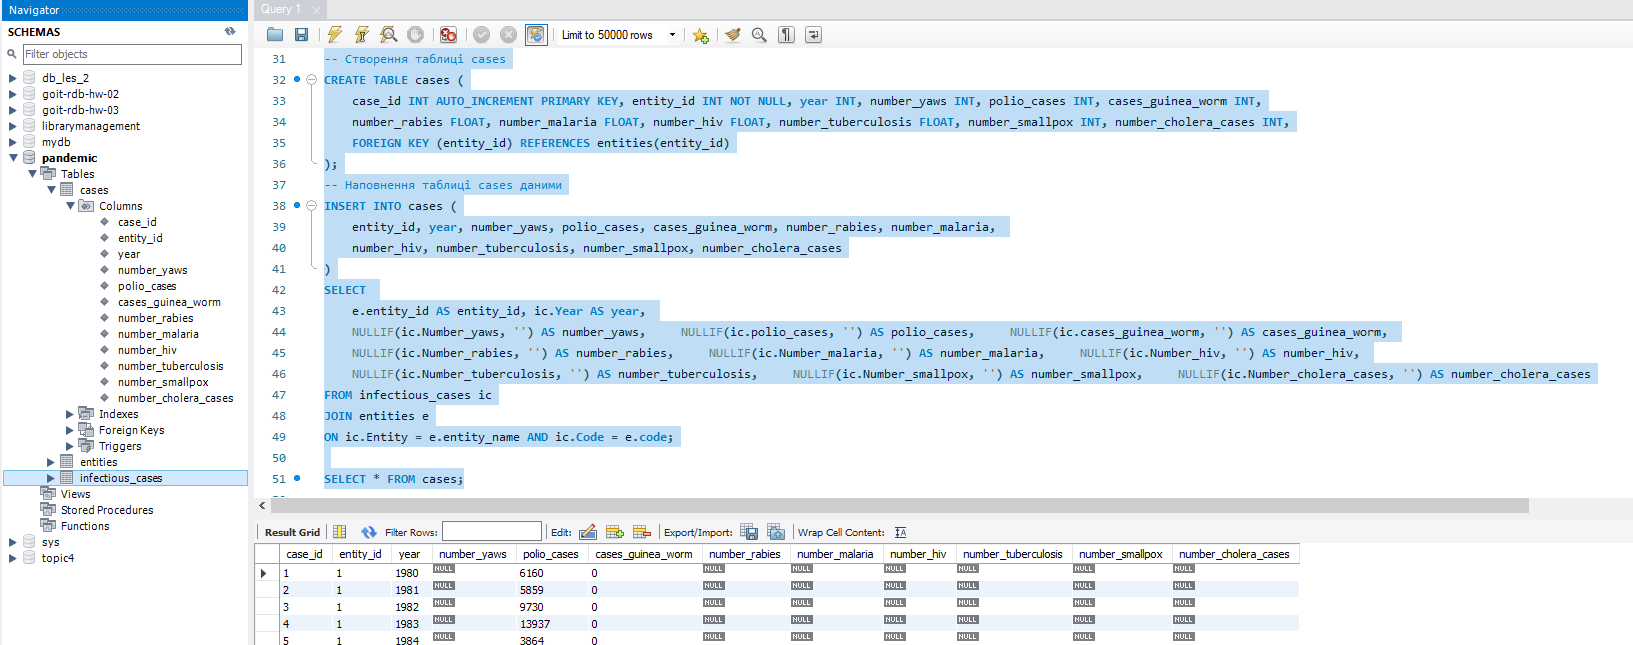 Navigator
SCHEMAS
Filter objects
db_les_2
goit-rdb-hw-02
goit-rdb-hw-03
librarymanagement
mydb
pandemic
Tables
cases
Columns
case_id
entity_id
year
number_yaws
polio_cases
cases_guinea_worm
number_rabies
number_malaria
number_hiv
number_tuberculosis
number_smallpox
number_cholera_cases
Indexes
Foreign Keys
Triggers
entities
infectious_cases
Views
Stored Procedures
Functions
sys
topic4
Query 1
Limit to 50000 rows
31 -- Створення таблиці cases
32 CREATE TABLE cases (
33 case_id INT AUTO_INCREMENT PRIMARY KEY, entity_id INT NOT NULL, year INT, number_yaws INT, polio_cases INT, cases_guinea_worm INT,
34 number_rabies FLOAT, number_malaria FLOAT, number_hiv FLOAT, number_tuberculosis FLOAT, number_smallpox INT, number_cholera_cases INT,
35 FOREIGN KEY (entity_id) REFERENCES entities(entity_id)
36 );
37 -- Наповнення таблиці cases даними
38 INSERT INTO cases (
39 entity_id, year, number_yaws, polio_cases, cases_guinea_worm, number_rabies, number_malaria,
40 number_hiv, number_tuberculosis, number_smallpox, number_cholera_cases
41 )
42 SELECT
43 e.entity_id AS entity_id, ic.Year AS year,
44 NULLIF(ic.Number_yaws, '') AS number_yaws, NULLIF(ic.polio_cases, '') AS polio_cases, NULLIF(ic.cases_guinea_worm, '') AS cases_guinea_worm,
45 NULLIF(ic.Number_rabies, '') AS number_rabies, NULLIF(ic.Number_malaria, '') AS number_malaria, NULLIF(ic.Number_hiv, '') AS number_hiv,
46 NULLIF(ic.Number_tuberculosis, '') AS number_tuberculosis, NULLIF(ic.Number_smallpox, '') AS number_smallpox, NULLIF(ic.Number_cholera_cases, '') AS number_cholera_cases
47 FROM infectious_cases ic
48 JOIN entities e
49 ON ic.Entity = e.entity_name AND ic.Code = e.code;
50
51 SELECT * FROM cases;
Result Grid Filter Rows: Edit: Export/Import: Wrap Cell Content:
case_id entity_id year number_yaws polio_cases cases_guinea_worm number_rabies number_malaria number_hiv number_tuberculosis number_smallpox number_cholera_cases
1 1 1980 NULL 6160 0 NULL NULL NULL NULL NULL NULL
2 1 1981 NULL 5859 0 NULL NULL NULL NULL NULL NULL
3 1 1982 NULL 9730 0 NULL NULL NULL NULL NULL NULL
4 1 1983 NULL 13937 0 NULL NULL NULL NULL NULL NULL
5 1 1984 NULL 3864 0 NULL NULL NULL NULL NULL NULL